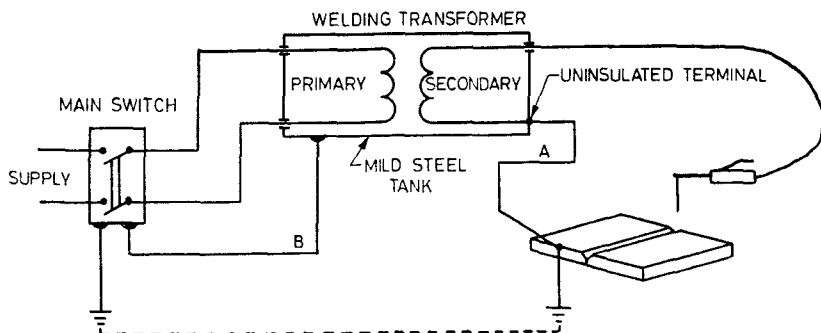 WELDING TRANSFORMER
PRIMARY
SECONDARY
UNINSULATED TERMINAL
MAIN SWITCH
SUPPLY
MILD STEEL
TANK
A
B